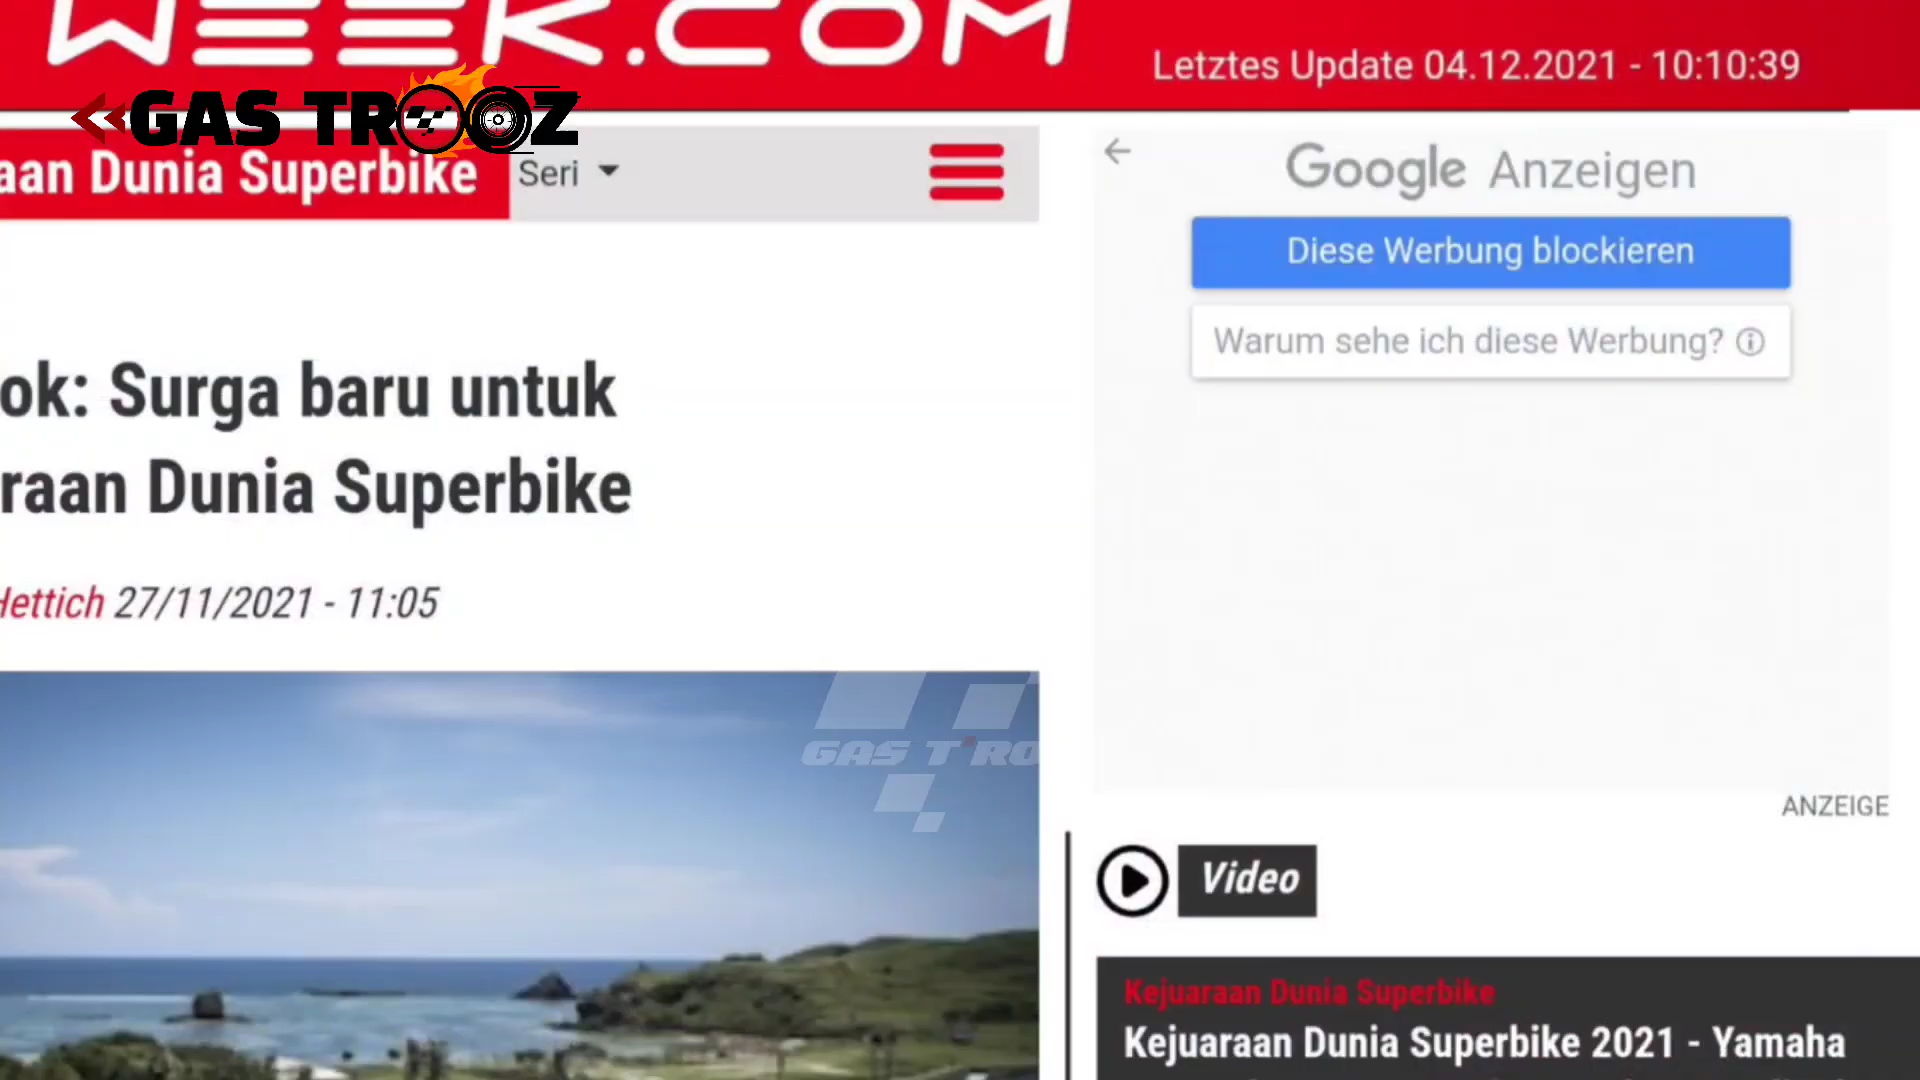 WEEK.COM
Letztes Update 04.12.2021 - 10:10:39
GAS TROOZ
aan Dunia Superbike
Seri
Google Anzeigen
Diese Werbung blockieren
Warum sehe ich diese Werbung?
ok: Surga baru untuk
raan Dunia Superbike
Hettich 27/11/2021 - 11:05
GAS TRO
ANZEIGE
Video
Kejuaraan Dunia Superbike
Kejuaraan Dunia Superbike 2021 - Yamaha